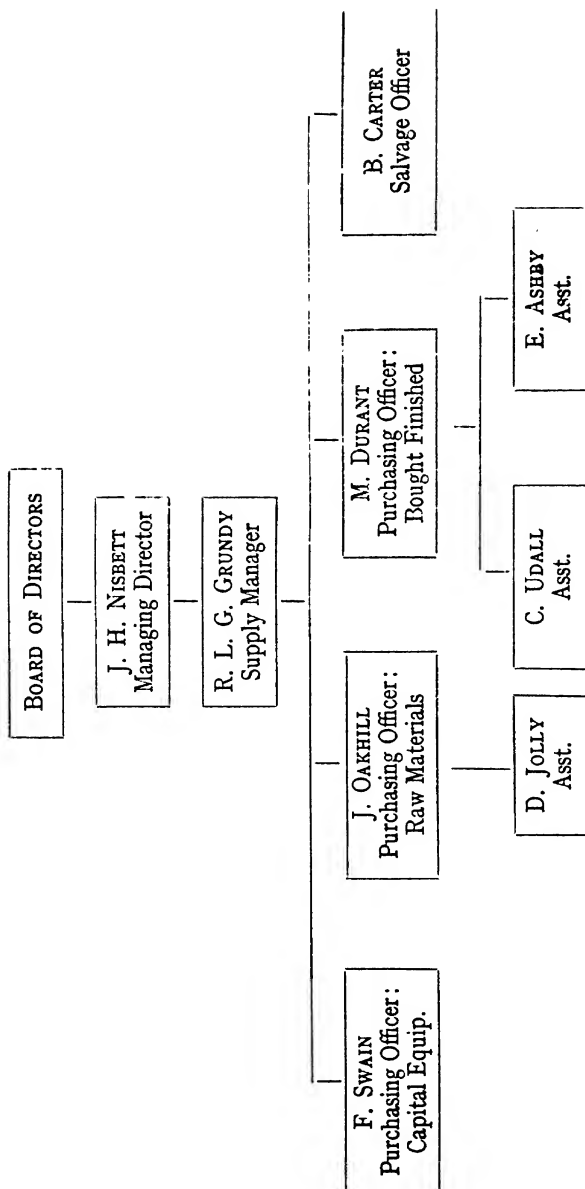 BOARD OF DIRECTORS
J. H. NISBETT
Managing Director
R. L. G. GRUNDY
Supply Manager
F. SWAIN
Purchasing Officer:
Capital Equip.
J. OAKHILL
Purchasing Officer:
Raw Materials
M. DURANT
Purchasing Officer:
Bought Finished
B. CARTER
Salvage Officer
D. JOLLY
Asst.
C. UDALL
Asst.
E. ASHBY
Asst.